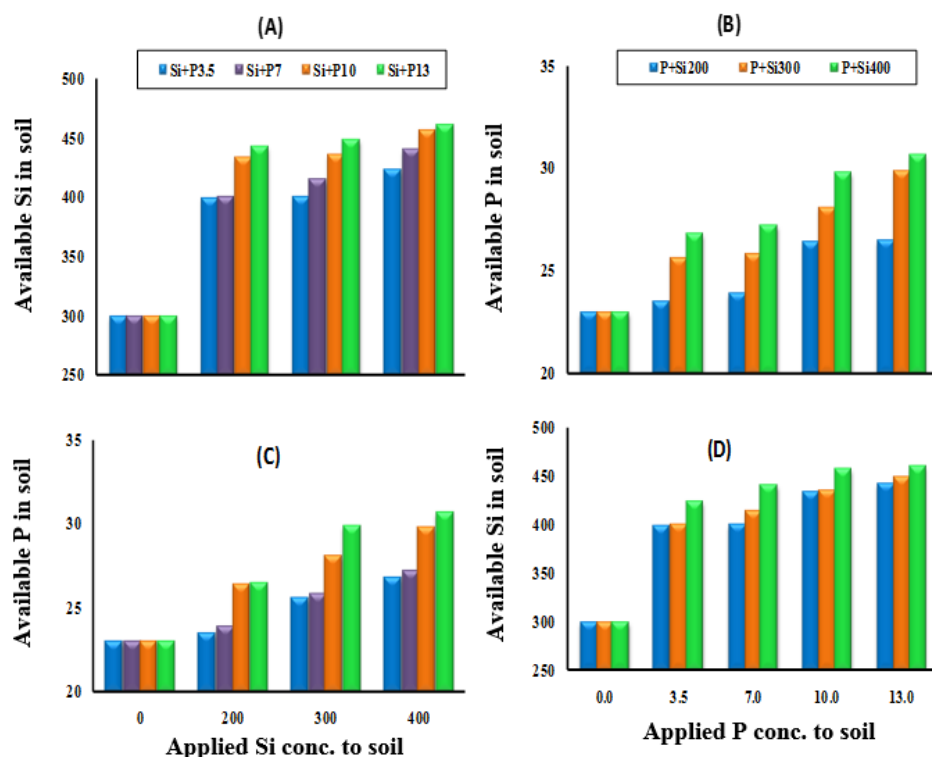 (A)
Si+P3.5 Si+P7 Si+P10 Si+P13
Available Si in soil
500
450
400
350
300
250
(B)
P+Si200 P+Si300 P+Si400
Available P in soil
35
30
25
20
(C)
Available P in soil
35
30
25
20
0 200 300 400
Applied Si conc. to soil
(D)
Available Si in soil
500
450
400
350
300
250
0.0 3.5 7.0 10.0 13.0
Applied P conc. to soil